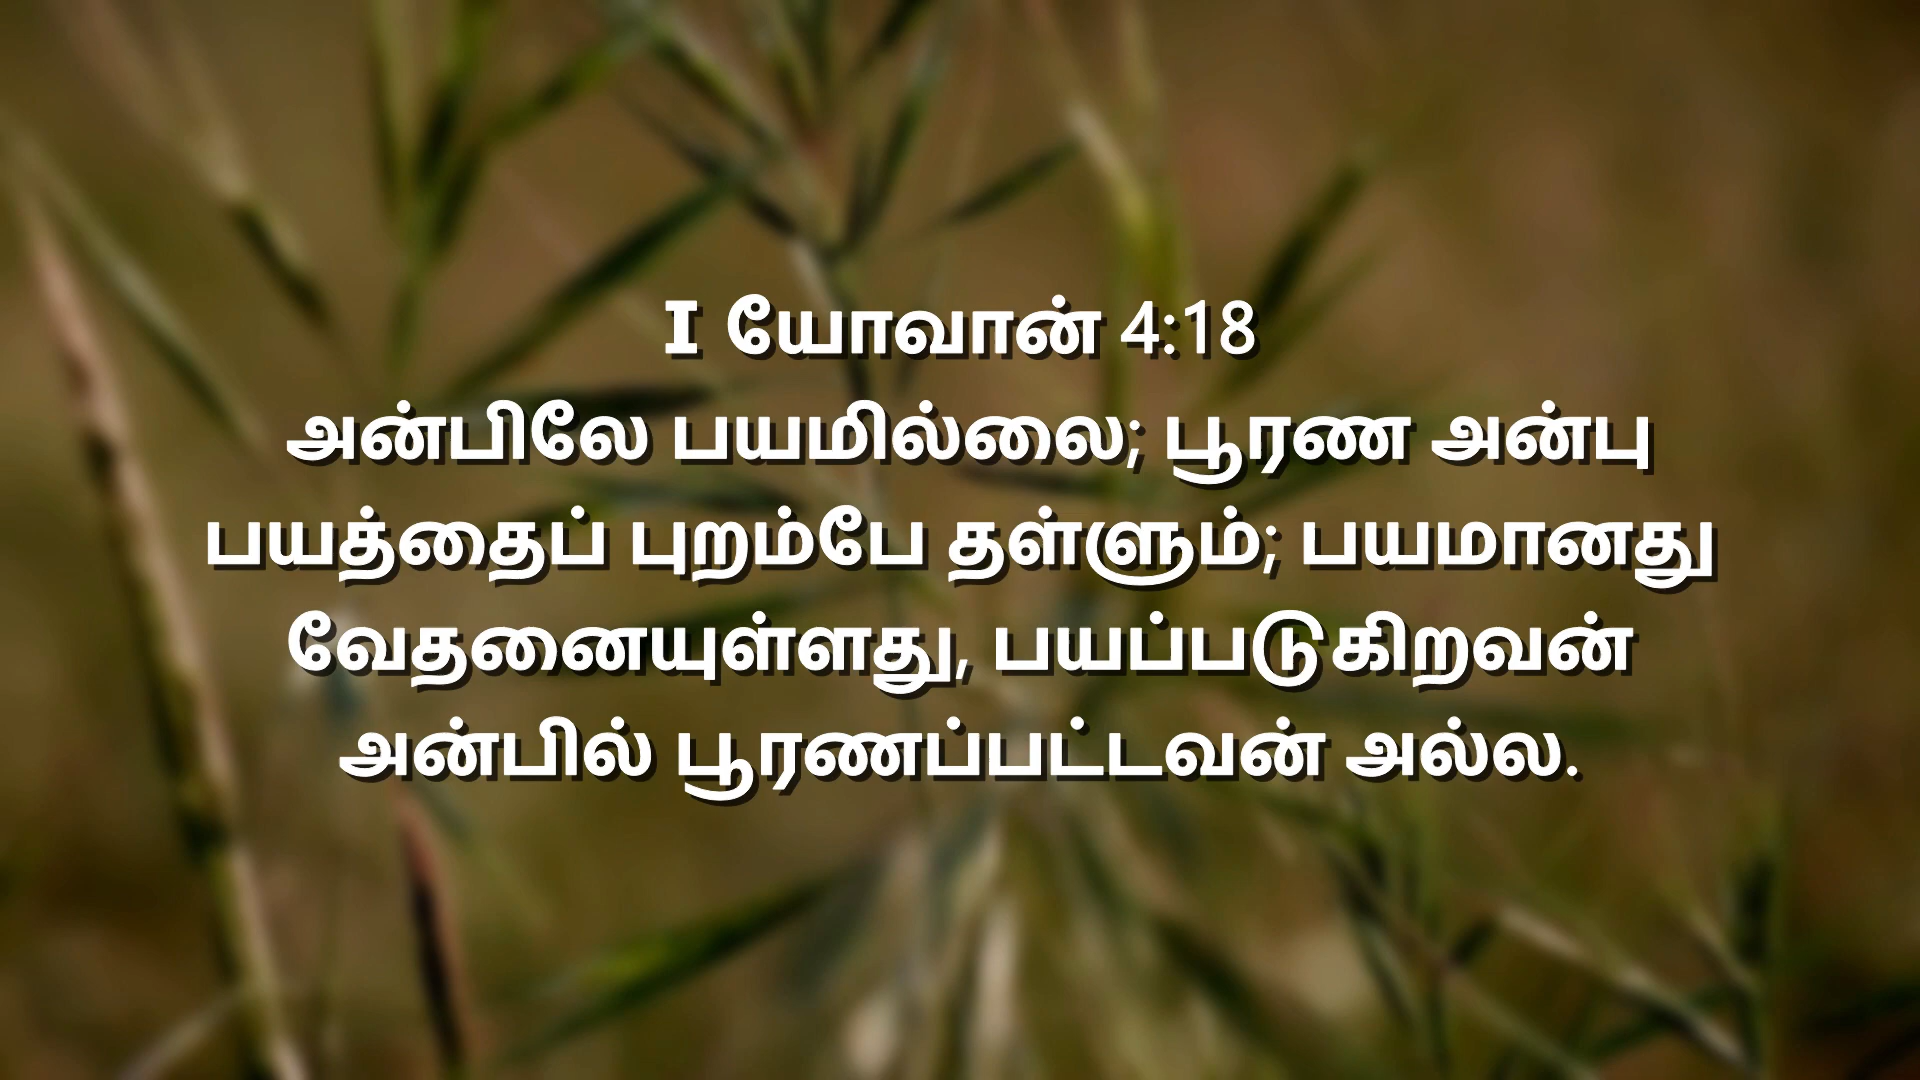 I யோவான் 4:18
அன்பிலே பயமில்லை; பூரண அன்பு
பயத்தைப் புறம்பே தள்ளும்; பயமானது
வேதனையுள்ளது, பயப்படுகிறவன்
அன்பில் பூரணப்பட்டவன் அல்ல.